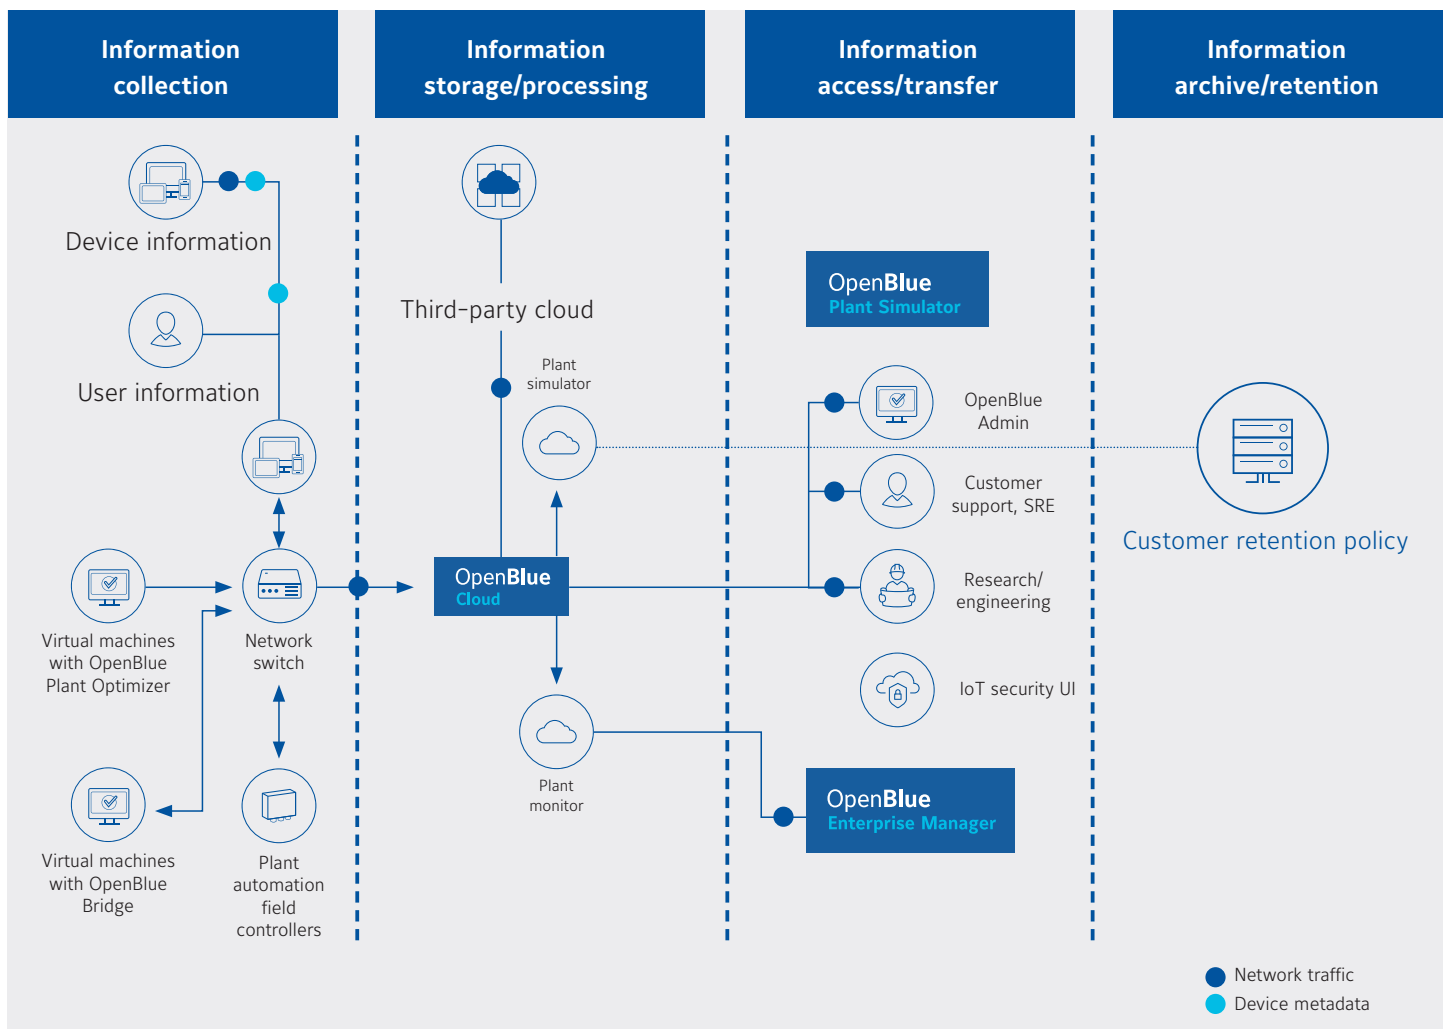 Information
collection
Information
storage/processing
Information
access/transfer
Information
archive/retention
Device information
User information
Virtual machines
with OpenBlue
Plant Optimizer
Network
switch
Virtual machines
with OpenBlue
Bridge
Plant
automation
field
controllers
Third-party cloud
Plant
simulator
OpenBlue
Cloud
Plant
monitor
OpenBlue
Plant Simulator
OpenBlue
Admin
Customer
support, SRE
Research/
engineering
IoT security UI
OpenBlue
Enterprise Manager
Customer retention policy
Network traffic
Device metadata